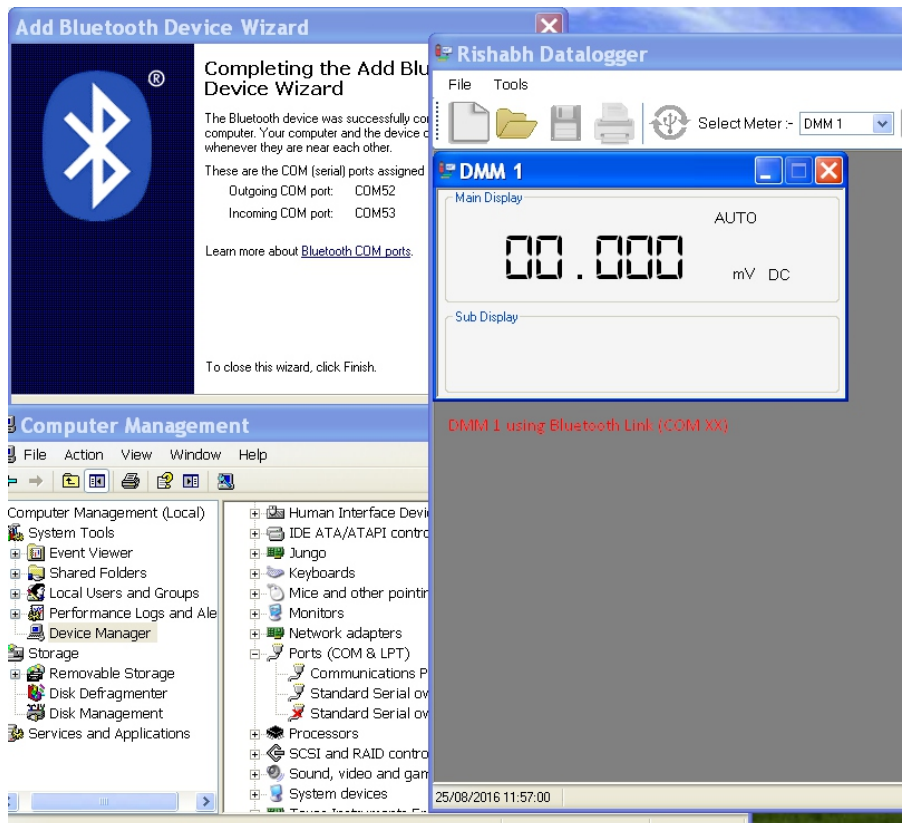 Add Bluetooth Device Wizard
®
Completing the Add Blu
Device Wizard
The Bluetooth device was successfully co
computer. Your computer and the device c
whenever they are near each other.
These are the COM (serial) ports assigned
Outgoing COM port: COM52
Incoming COM port: COM53
Learn more about Bluetooth COM ports.
To close this wizard, click Finish.
Rishabh Datalogger
File Tools
Select Meter :- DMM 1
DMM 1
Main Display
AUTO
00.000
mV DC
Sub Display
DMM 1 using Bluetooth Link (COM XX)
25/08/2016 11:57:00
Computer Management
File Action View Window Help
Computer Management (Local)
System Tools
Event Viewer
Shared Folders
Local Users and Groups
Performance Logs and Ale
Device Manager
Storage
Removable Storage
Disk Defragmenter
Disk Management
Services and Applications
Human Interface Devi
IDE ATA/ATAPI contro
Jungo
Keyboards
Mice and other pointin
Monitors
Network adapters
Ports (COM & LPT)
Communications P
Standard Serial ov
Standard Serial ov
Processors
SCSI and RAID contro
Sound, video and gam
System devices